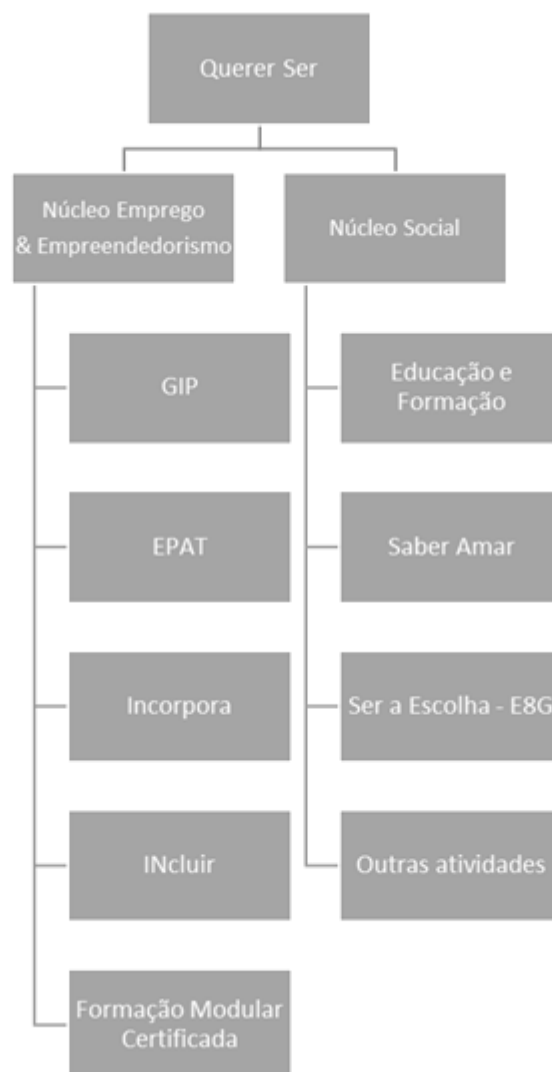 Querer Ser
Núcleo Emprego
& Empreendedorismo
Núcleo Social
GIP
EPAT
Incorpora
INcluir
Formação Modular
Certificada
Educação e
Formação
Saber Amar
Ser a Escolha - E8G
Outras atividades